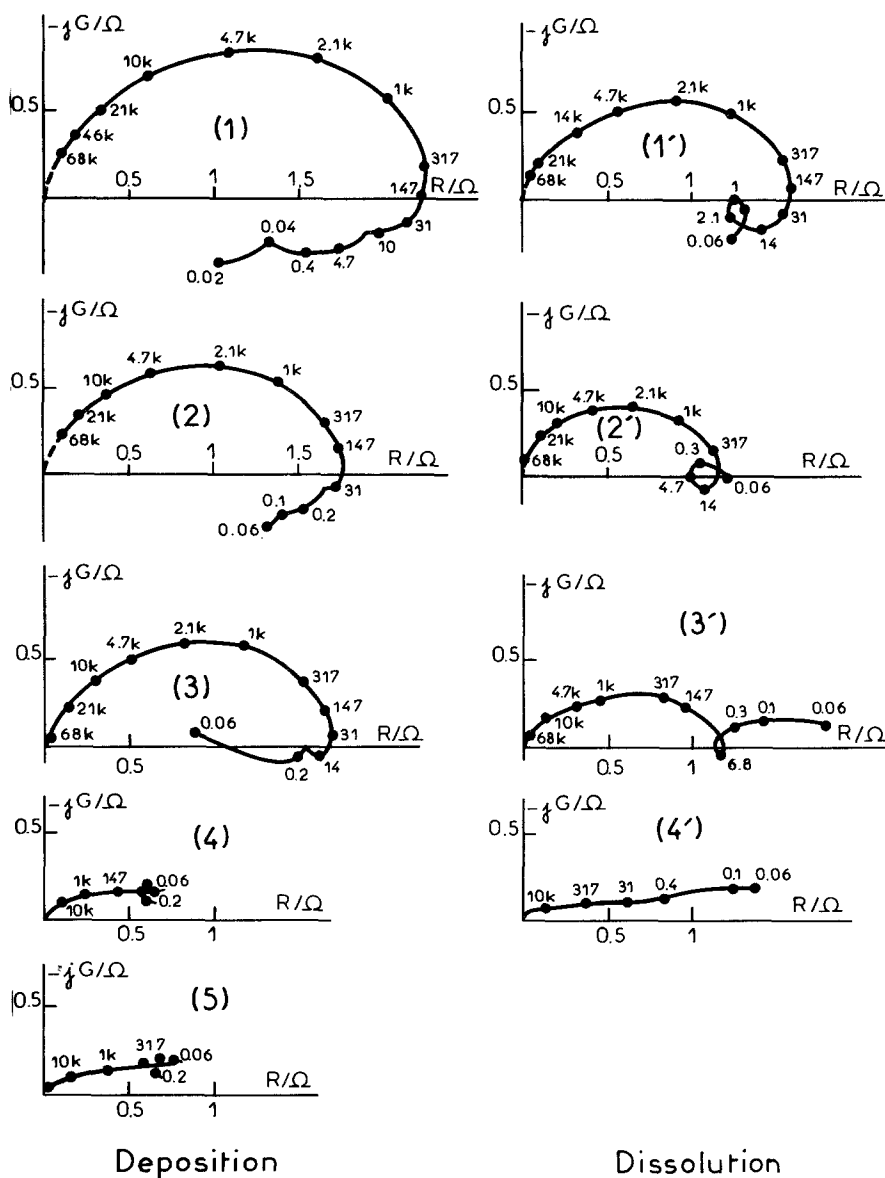 -jG/Ω
0.5
4.7k
2.1k
10k
1k
21k
46k
68k
(1)
317
147
0.5
1
1.5
R/Ω
31
10
4.7
0.4
0.04
0.02
-jG/Ω
0.5
4.7k
2.1k
1k
14k
21k
68k
(1′)
317
147
0.5
1
1
R/Ω
31
14
2.1
0.06
-jG/Ω
0.5
4.7k
2.1k
10k
1k
21k
68k
(2)
317
147
0.5
1
1.5
R/Ω
31
0.1
0.2
0.06
-jG/Ω
0.5
10k
4.7k
2.1k
1k
21k
68k
(2′)
0.3
317
0.5
R/Ω
4.7
14
0.06
-jG/Ω
0.5
2.1k
1k
4.7k
10k
21k
68k
(3)
317
147
31
0.06
0.5
0.2
14
R/Ω
-jG/Ω
(3′)
0.5
4.7k
1k
317
147
10k
68k
0.3
0.1
0.06
0.5
1
6.8
R/Ω
-jG/Ω
0.5
(4)
1k
147
0.06
10k
0.2
0.5
1
R/Ω
-jG/Ω
0.5
(4′)
10k
317
31
0.4
0.1
0.06
0.5
1
R/Ω
-jG/Ω
0.5
(5)
10k
1k
317
0.06
0.2
0.5
1
R/Ω
Deposition
Dissolution